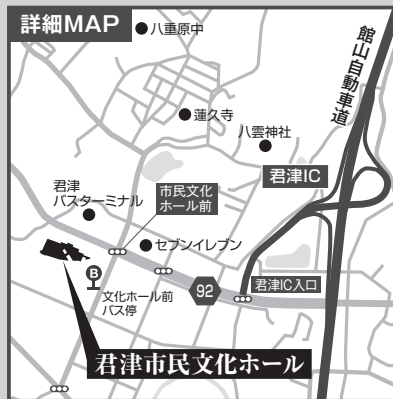 詳細MAP
八重原中
館山自動車道
蓮久寺
八雲神社
君津IC
君津
バスターミナル
市民文化
ホール前
セブンイレブン
B
文化ホール前
バス停
92
君津IC入口
君津市民文化ホール